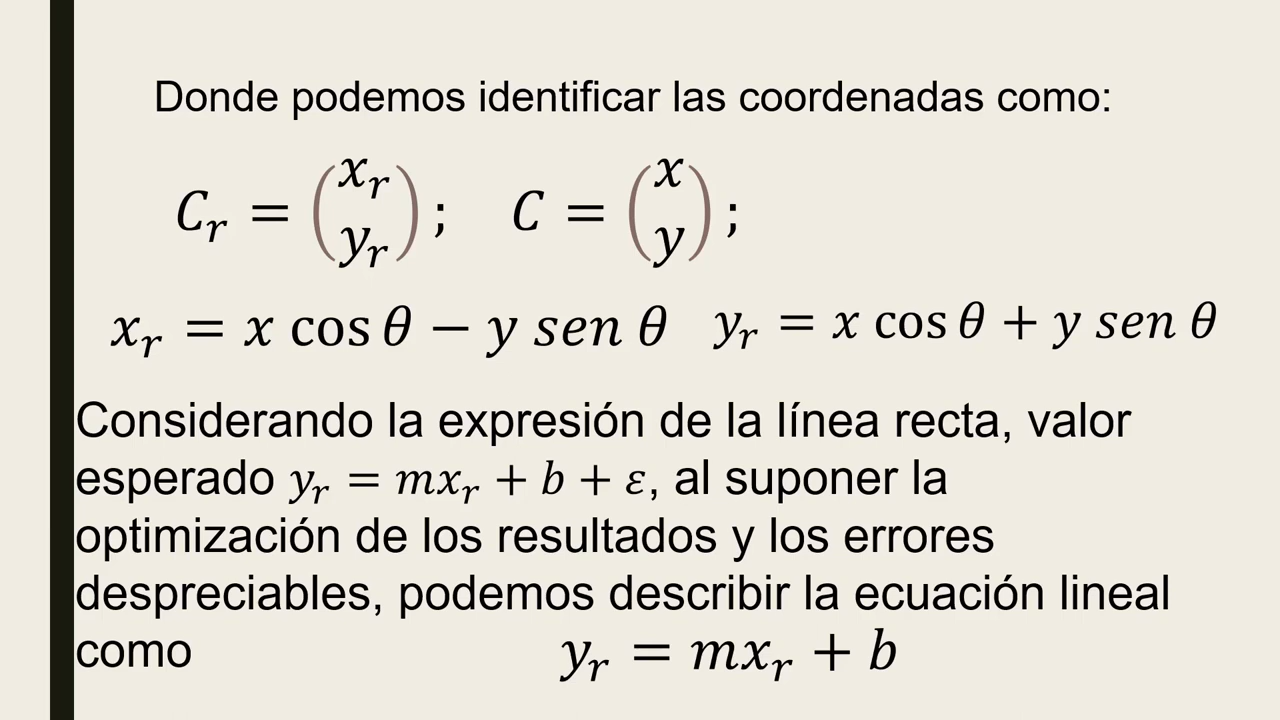 Donde podemos identificar las coordenadas como:
C_r = (x_r y_r); C = (x y);
x_r = x cos θ − y sen θ y_r = x cos θ + y sen θ
Considerando la expresión de la línea recta, valor
esperado y_r = mx_r + b + ε, al suponer la
optimización de los resultados y los errores
despreciables, podemos describir la ecuación lineal
como y_r = mx_r + b